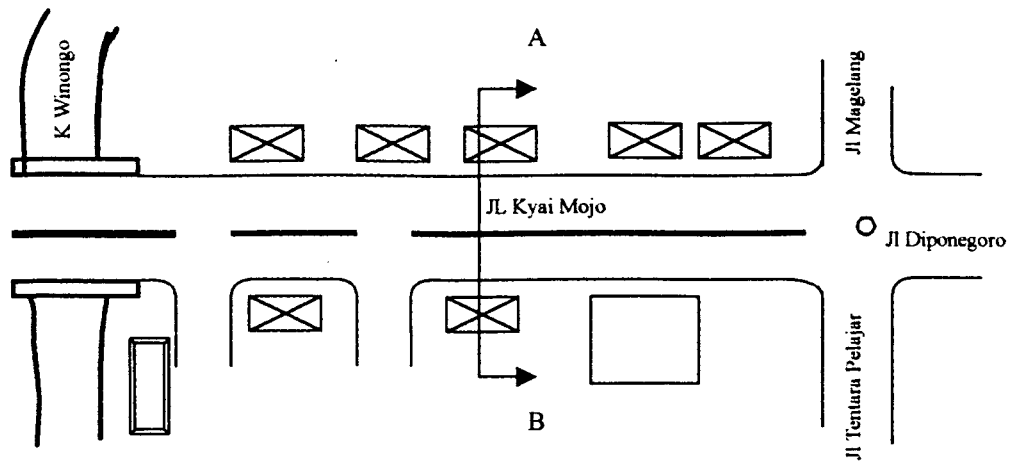 A
K Winongo
Jl Magelang
JL Kyai Mojo
Jl Diponegoro
Jl Tentara Pelajar
B